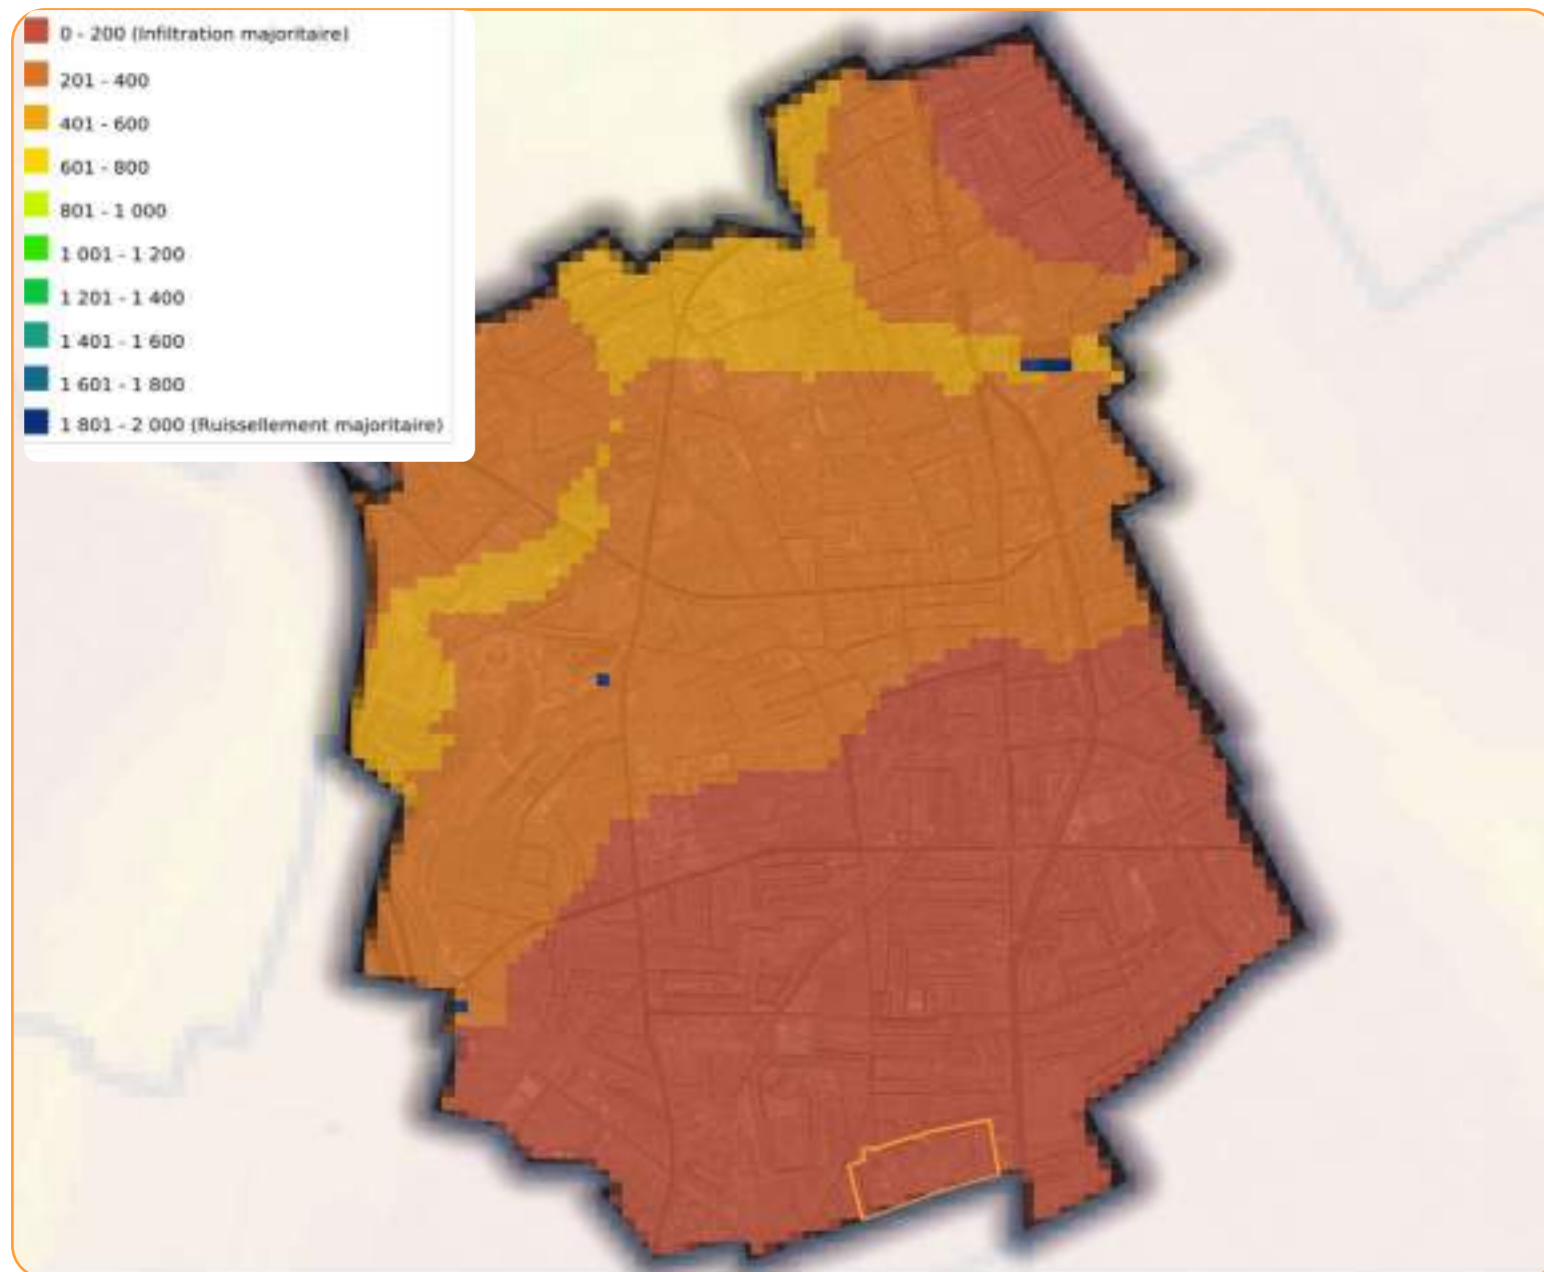 0 - 200 (Infiltration majoritaire)
201 - 400
401 - 600
601 - 800
801 - 1 000
1 001 - 1 200
1 201 - 1 400
1 401 - 1 600
1 601 - 1 800
1 801 - 2 000 (Ruissellement majoritaire)